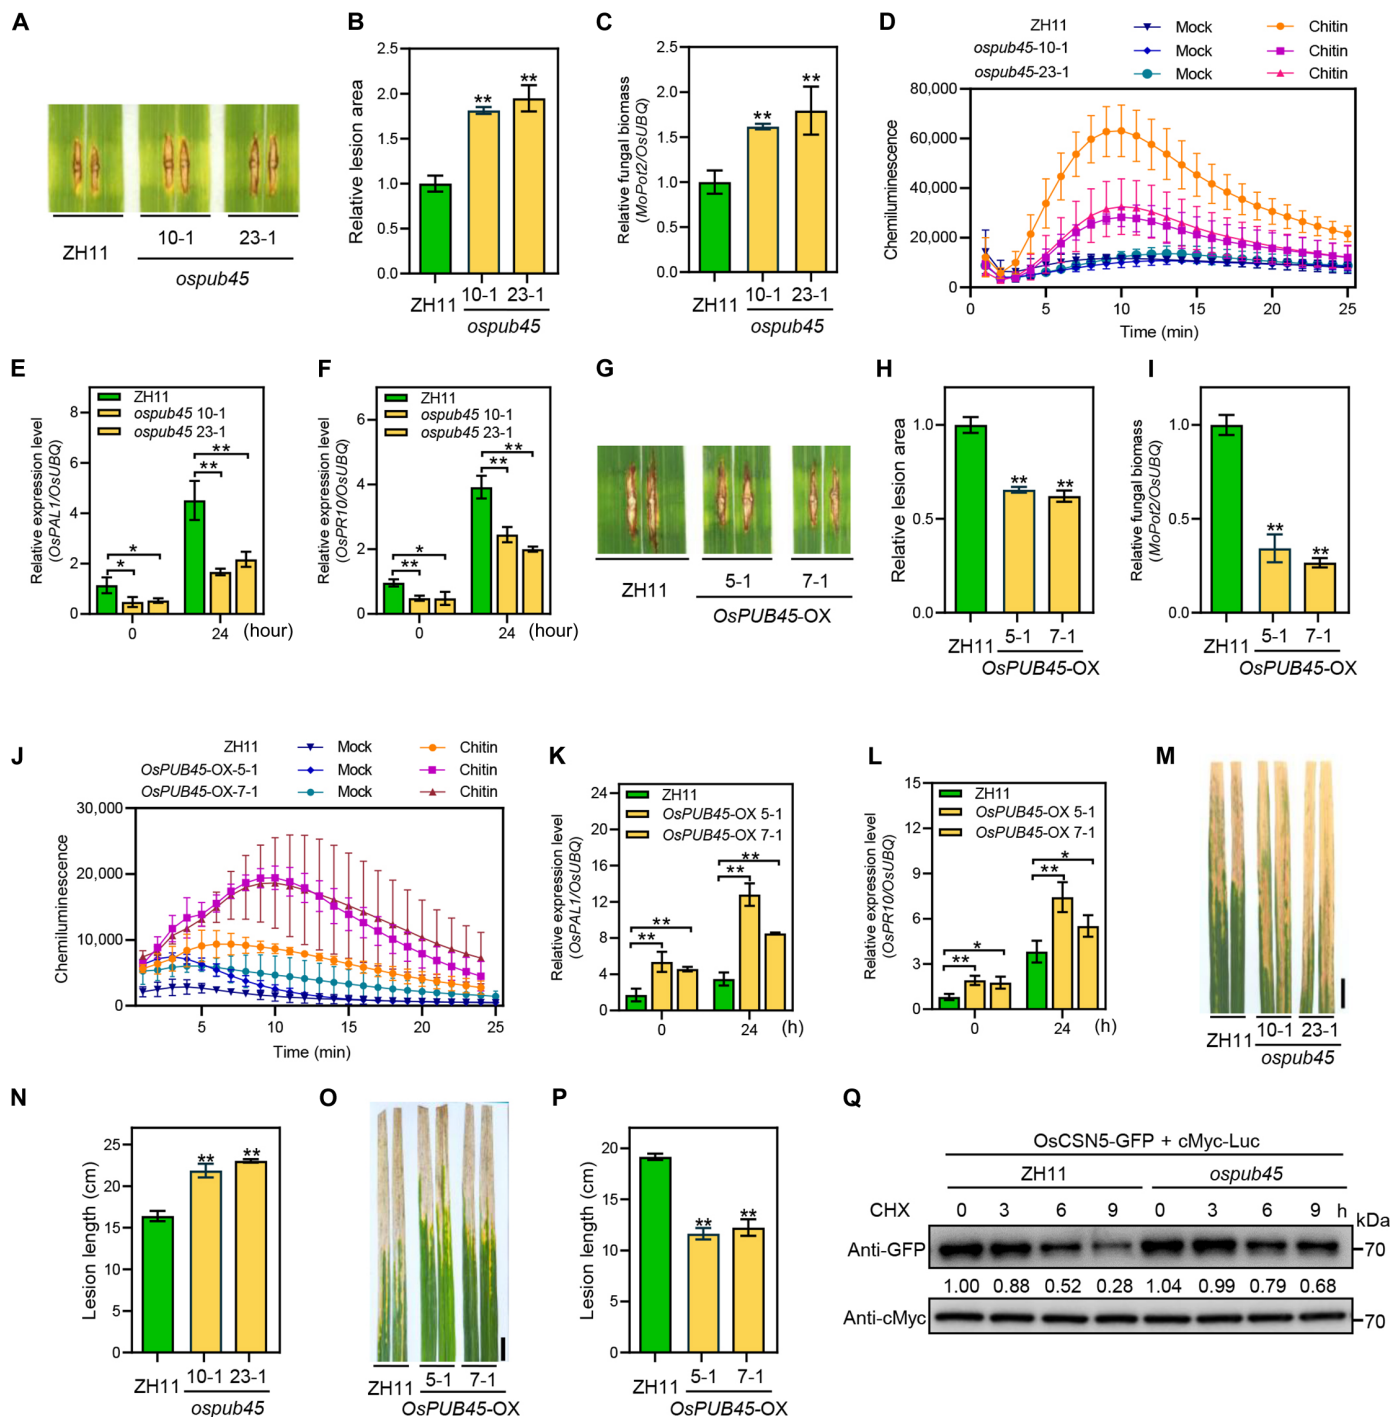 A
ZH11
10-1
23-1
ospub45
B
Relative lesion area
2.5
2.0
1.5
1.0
0.5
0.0
**
**
ZH11
10-1
23-1
ospub45
C
Relative fungal biomass
(MoPot2/OsUBQ)
2.5
2.0
1.5
1.0
0.5
0.0
**
**
ZH11
10-1
23-1
ospub45
D
ZH11 Mock Chitin
ospub45-10-1 Mock Chitin
ospub45-23-1 Mock Chitin
Chemiluminescence
80,000
60,000
40,000
20,000
0
0 5 10 15 20 25
Time (min)
E
Relative expression level
(OsPAL1/OsUBQ)
ZH11
ospub45 10-1
ospub45 23-1
8
6
4
2
0
*
*
**
**
0 24 (hour)
F
Relative expression level
(OsPR10/OsUBQ)
ZH11
ospub45 10-1
ospub45 23-1
6
4
2
0
*
**
**
**
0 24 (hour)
G
ZH11
5-1
7-1
OsPUB45-OX
H
Relative lesion area
1.0
0.5
0.0
** **
ZH11
5-1
7-1
OsPUB45-OX
I
Relative fungal biomass
(MoPot2/OsUBQ)
1.0
0.5
0.0
**
**
ZH11
5-1
7-1
OsPUB45-OX
J
ZH11 Mock Chitin
OsPUB45-OX-5-1 Mock Chitin
OsPUB45-OX-7-1 Mock Chitin
Chemiluminescence
30,000
20,000
10,000
0
5 10 15 20 25
Time (min)
K
Relative expression level
(OsPAL1/OsUBQ)
ZH11
OsPUB45-OX 5-1
OsPUB45-OX 7-1
24
20
16
12
8
4
0
**
**
**
**
0 24 (h)
L
Relative expression level
(OsPR10/OsUBQ)
ZH11
OsPUB45-OX 5-1
OsPUB45-OX 7-1
15
12
9
6
3
0
*
**
*
**
0 24 (h)
M
ZH11
10-1
23-1
ospub45
N
Lesion length (cm)
25
20
15
10
5
0
** **
ZH11
10-1
23-1
ospub45
O
ZH11
5-1
7-1
OsPUB45-OX
P
Lesion length (cm)
20
15
10
5
0
** **
ZH11
5-1
7-1
OsPUB45-OX
Q
OsCSN5-GFP + cMyc-Luc
ZH11 ospub45
CHX 0 3 6 9 0 3 6 9 h
kDa
Anti-GFP 70
1.00 0.88 0.52 0.28 1.04 0.99 0.79 0.68
Anti-cMyc 70